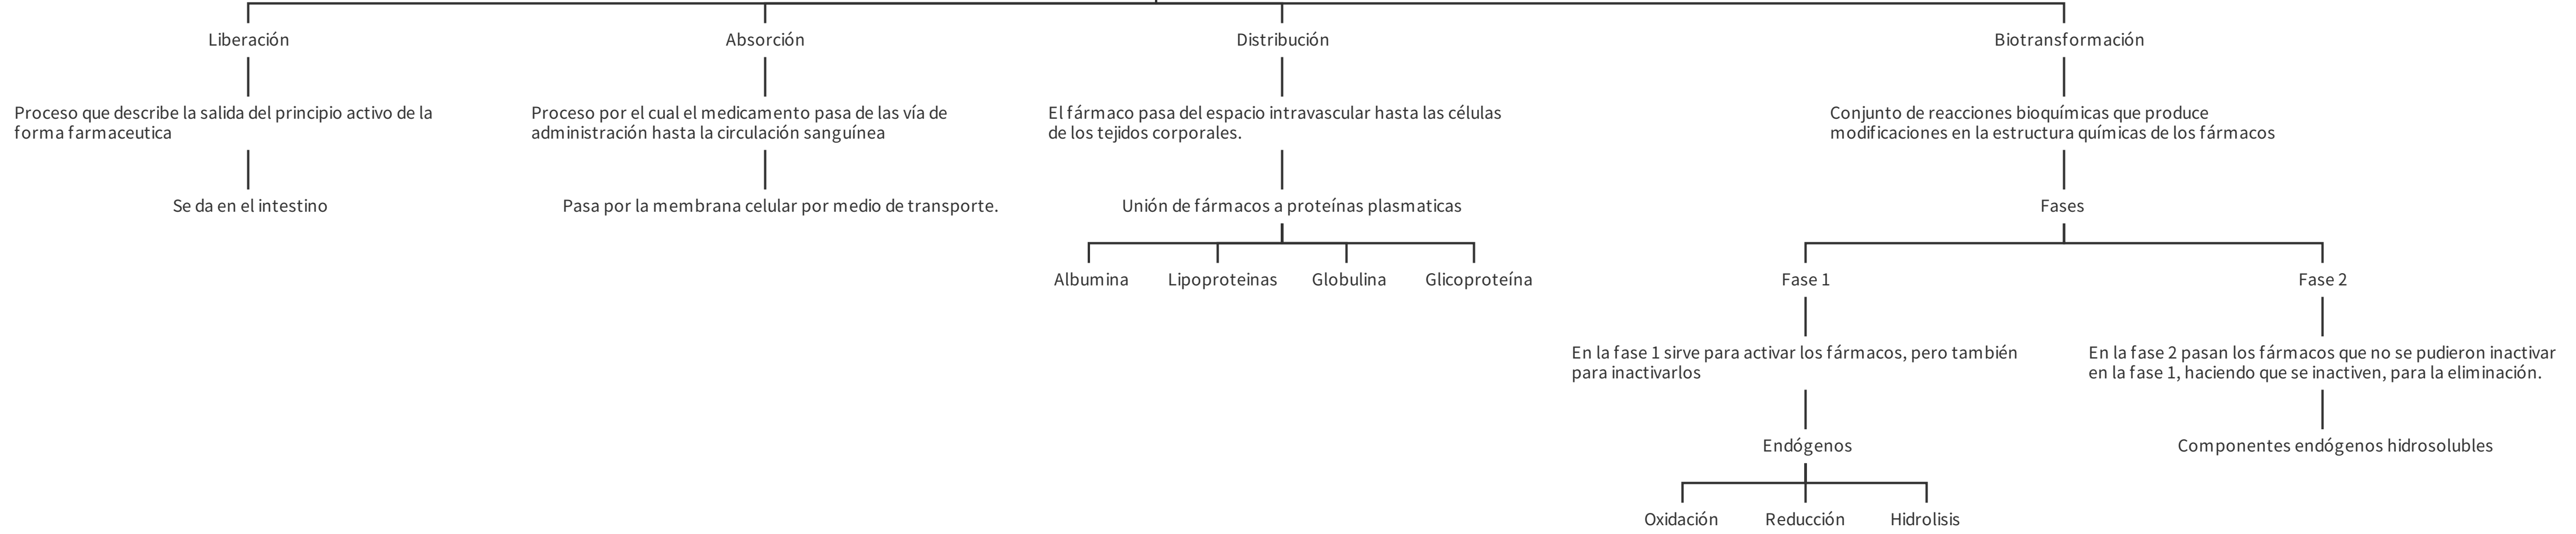 Liberación
Absorción
Distribución
Biotransformación
Proceso que describe la salida del principio activo de la
forma farmaceutica
Proceso por el cual el medicamento pasa de las vía de
administración hasta la circulación sanguínea
El fármaco pasa del espacio intravascular hasta las células
de los tejidos corporales.
Conjunto de reacciones bioquímicas que produce
modificaciones en la estructura químicas de los fármacos
Se da en el intestino
Pasa por la membrana celular por medio de transporte.
Unión de fármacos a proteínas plasmaticas
Fases
Albumina
Lipoproteinas
Globulina
Glicoproteína
Fase 1
Fase 2
En la fase 1 sirve para activar los fármacos, pero también
para inactivarlos
En la fase 2 pasan los fármacos que no se pudieron inactivar
en la fase 1, haciendo que se inactiven, para la eliminación.
Endógenos
Componentes endógenos hidrosolubles
Oxidación
Reducción
Hidrolisis